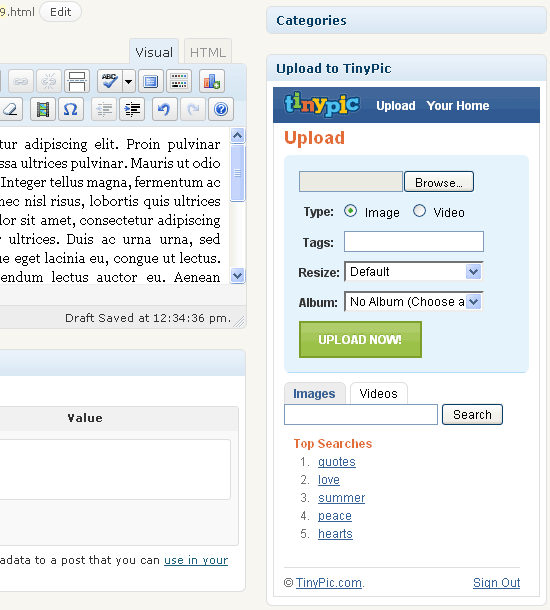 9.html Edit
Visual HTML
ABC
Ω
tur adipiscing elit. Proin pulvinar
ssa ultrices pulvinar. Mauris ut odio
Integer tellus magna, fermentum ac
nec nisl risus, lobortis quis ultrices
lor sit amet, consectetur adipiscing
r ultrices. Duis ac urna urna, sed
ue eget lacinia eu, congue ut lectus.
endum lectus auctor eu. Aenean
Draft Saved at 12:34:36 pm.
Value
adata to a post that you can use in your
Categories
Upload to TinyPic
tinypic Upload Your Home
Upload
Browse...
Type: Image Video
Tags:
Resize: Default
Album: No Album (Choose a
UPLOAD NOW!
Images Videos
Search
Top Searches
1. quotes
2. love
3. summer
4. peace
5. hearts
© TinyPic.com. Sign Out